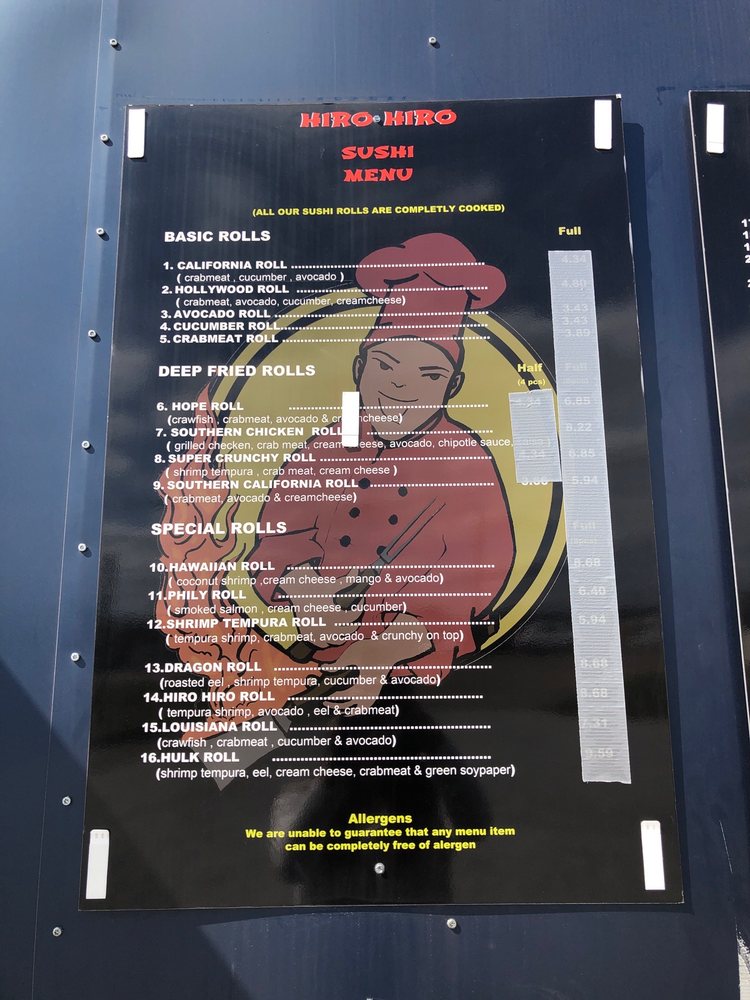 HIRO HIRO
SUSHI
MENU
(ALL OUR SUSHI ROLLS ARE COMPLETLY COOKED)
BASIC ROLLS Full
1. CALIFORNIA ROLL 4.34
( crabmeat , cucumber , avocado )
2. HOLLYWOOD ROLL
( crabmeat, avocado, cucumber, creamcheese)
3. AVOCADO ROLL 3.43
4. CUCUMBER ROLL 3.43
5. CRABMEAT ROLL
DEEP FRIED ROLLS Half Full
(4 pcs)
6. HOPE ROLL 6.85
(crawfish , crabmeat, avocado & creamcheese)
7. SOUTHERN CHICKEN ROLL 8.22
( grilled checken, crab meat, cream cheese, avocado, chipotle sauce,
8. SUPER CRUNCHY ROLL 4.34 6.85
( shrimp tempura , crab meat, cream cheese )
9. SOUTHERN CALIFORNIA ROLL 5.94
( crabmeat, avocado & creamcheese)
SPECIAL ROLLS Full
10.HAWAIIAN ROLL 8.68
( coconut shrimp ,cream cheese , mango & avocado)
11.PHILY ROLL 6.40
( smoked salmon , cream cheese , cucumber)
12.SHRIMP TEMPURA ROLL 5.94
( tempura shrimp, crabmeat, avocado & crunchy on top)
13.DRAGON ROLL 8.68
(roasted eel , shrimp tempura, cucumber & avocado)
14.HIRO HIRO ROLL 8.68
( tempura shrimp, avocado , eel & crabmeat)
15.LOUISIANA ROLL 7.31
(crawfish , crabmeat , cucumber & avocado)
16.HULK ROLL
(shrimp tempura, eel, cream cheese, crabmeat & green soypaper)
Allergens
We are unable to guarantee that any menu item
can be completely free of alergen